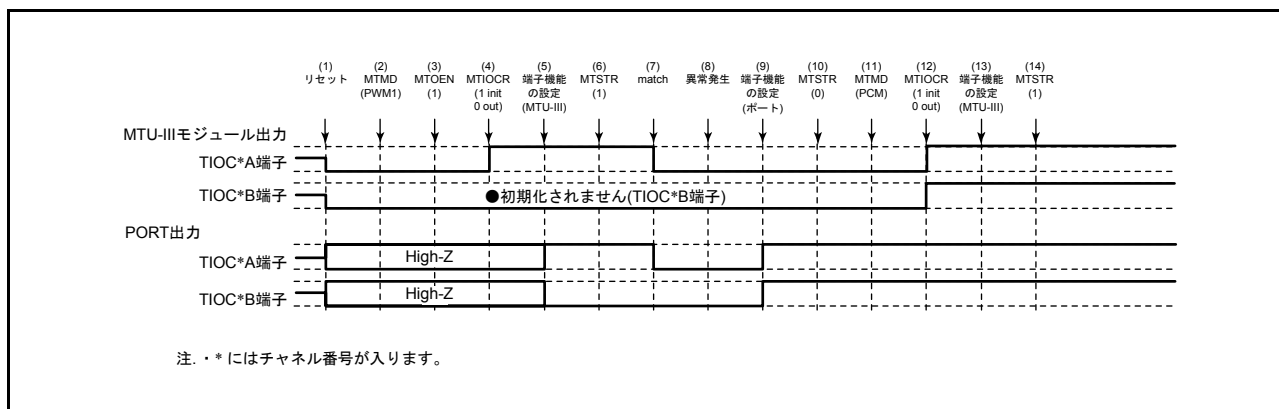 (1) (2) (3) (4) (5) (6) (7) (8) (9) (10) (11) (12) (13) (14)
リセット MTMD MTOEN MTIOCR 端子機能 MTSTR match 異常発生 端子機能 MTSTR MTMD MTIOCR 端子機能 MTSTR
(PWM1) (1) (1 init の設定 (1) の設定 (0) (PCM) (1 init の設定 (1)
0 out) (MTU-III) (ポート) 0 out) (MTU-III)
MTU-IIIモジュール出力
TIOC*A端子
TIOC*B端子 ●初期化されません(TIOC*B端子)
PORT出力
TIOC*A端子 High-Z
TIOC*B端子 High-Z
注. ・* にはチャネル番号が入ります。